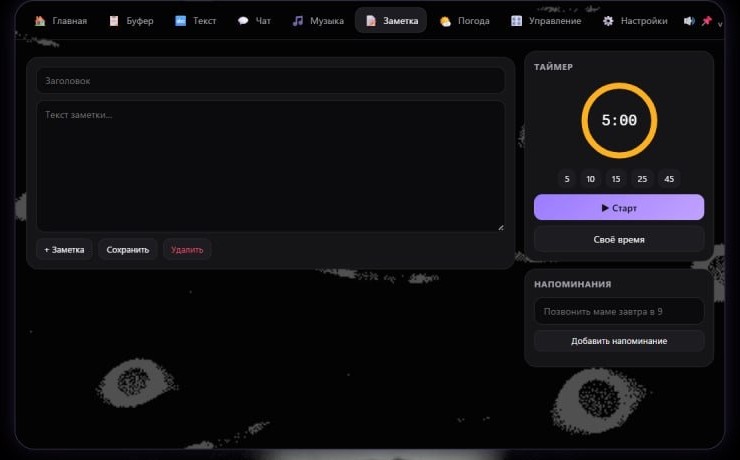 Главная Буфер Текст Чат Музыка Заметка Погода Управление Настройки
Заголовок
Текст заметки...
+ Заметка Сохранить Удалить
ТАЙМЕР
5:00
5 10 15 25 45
▶ Старт
Своё время
НАПОМИНАНИЯ
Позвонить маме завтра в 9
Добавить напоминание